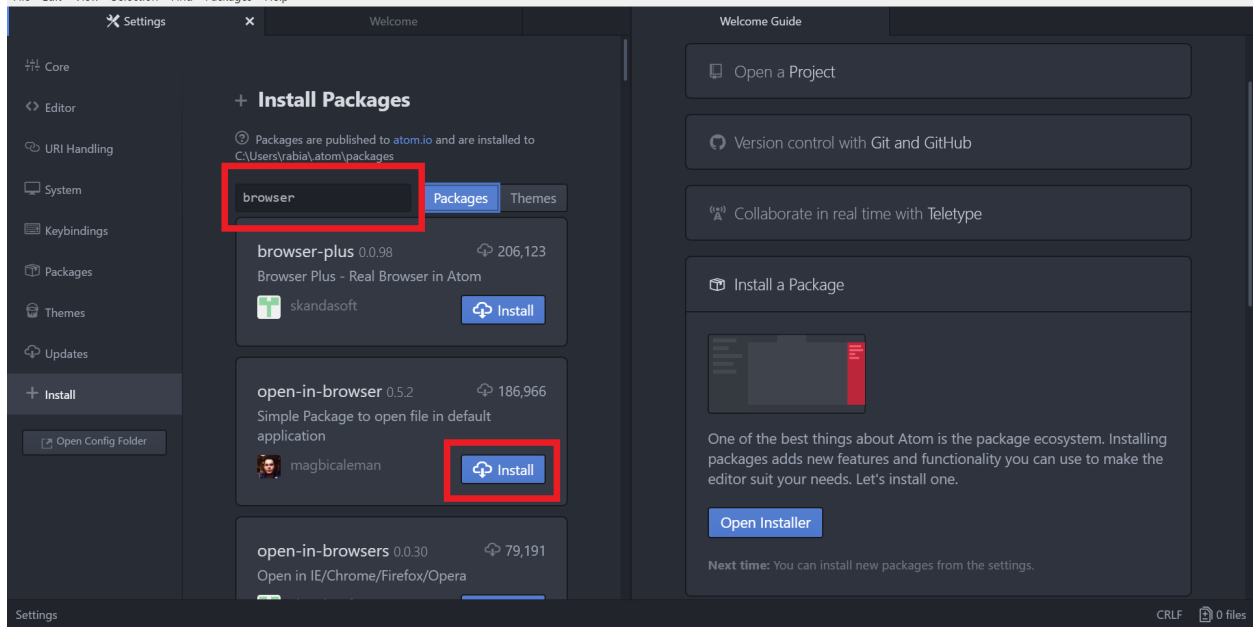 File Edit View Selection Find Packages Help
Settings
Welcome
Welcome Guide
Core
Editor
URI Handling
System
Keybindings
Packages
Themes
Updates
Install
Open Config Folder
Install Packages
Packages are published to atom.io and are installed to
C:\Users\rabia\.atom\packages
browser
Packages Themes
browser-plus 0.0.98 206,123
Browser Plus - Real Browser in Atom
skandasoft Install
open-in-browser 0.5.2 186,966
Simple Package to open file in default
application
magbicaleman Install
open-in-browsers 0.0.30 79,191
Open in IE/Chrome/Firefox/Opera
Open a Project
Version control with Git and GitHub
Collaborate in real time with Teletype
Install a Package
One of the best things about Atom is the package ecosystem. Installing
packages adds new features and functionality you can use to make the
editor suit your needs. Let's install one.
Open Installer
Next time: You can install new packages from the settings.
Settings
CRLF 0 files